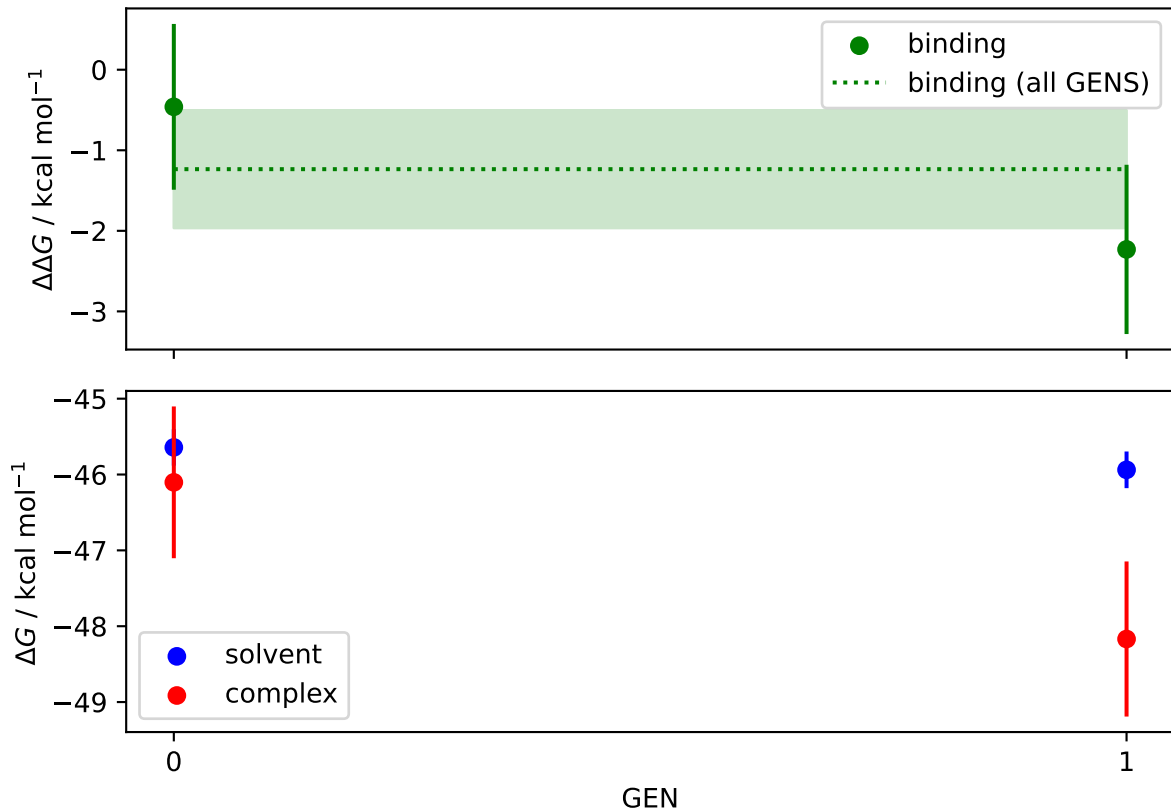 binding
binding (all GENS)
0
−1
−2
−3
ΔΔG / kcal mol⁻¹
−45
−46
−47
−48
−49
ΔG / kcal mol⁻¹
solvent
complex
0
1
GEN